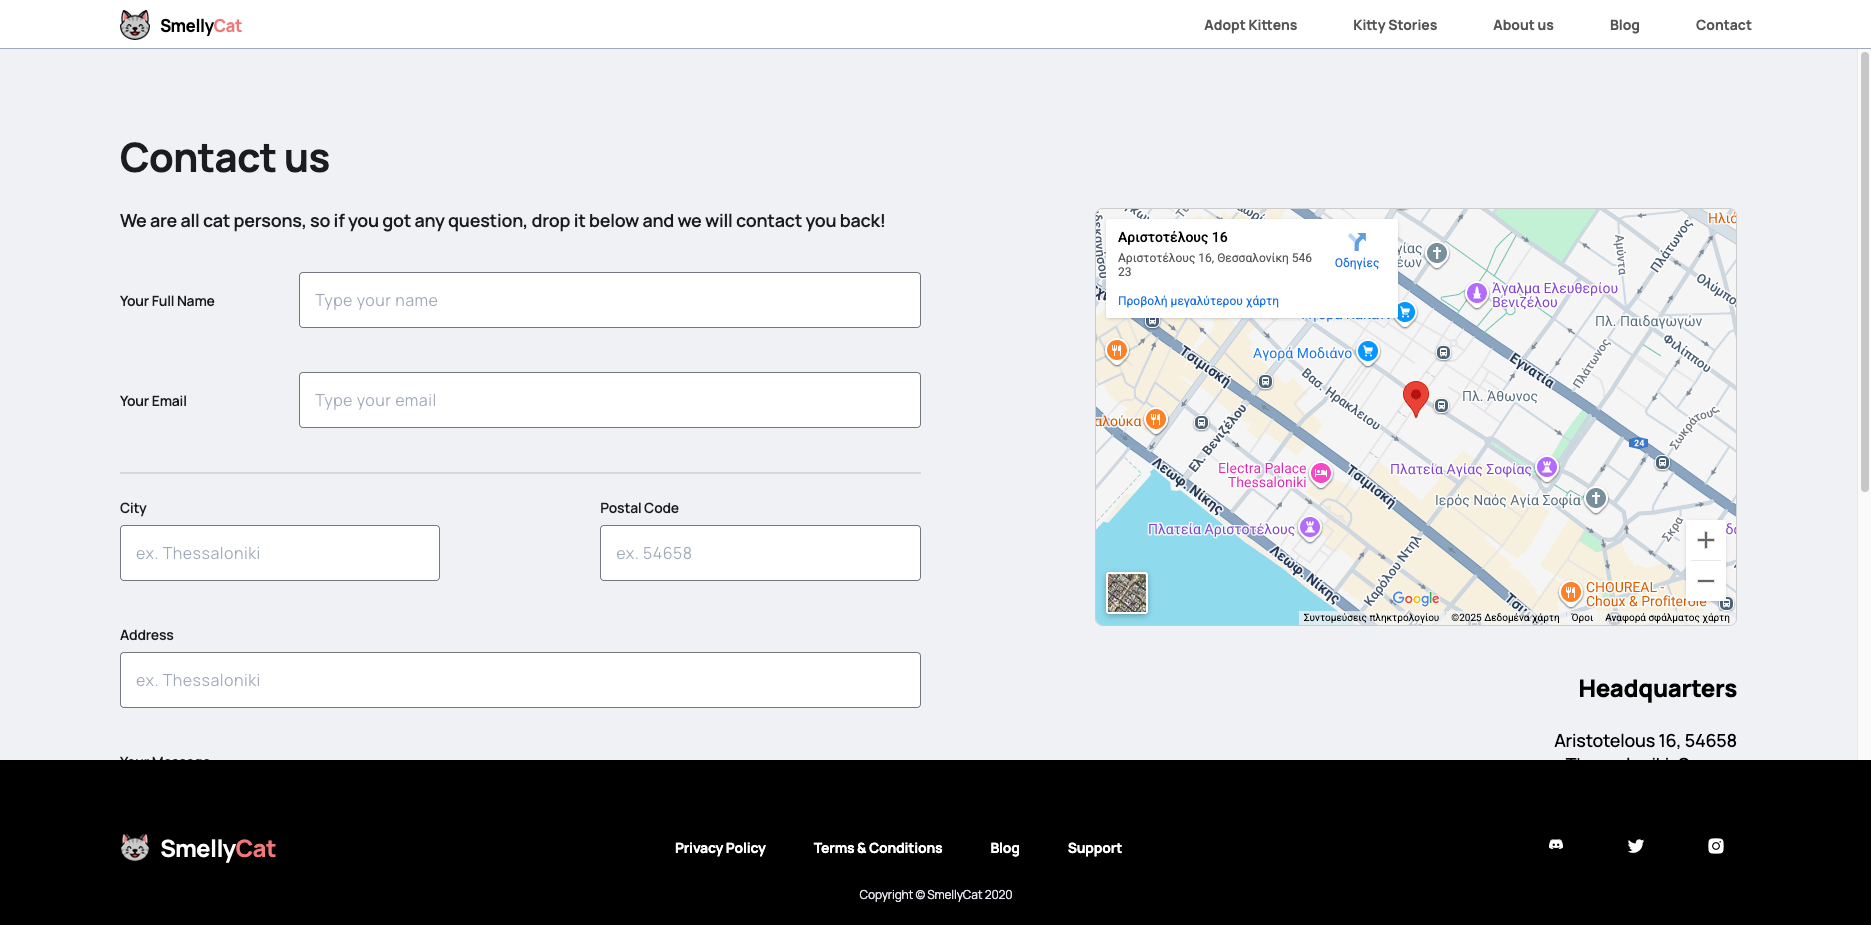 SmellyCat
Adopt Kittens
Kitty Stories
About us
Blog
Contact
Contact us
We are all cat persons, so if you got any question, drop it below and we will contact you back!
Your Full Name
Type your name
Your Email
Type your email
City
Postal Code
ex. Thessaloniki
ex. 54658
Address
ex. Thessaloniki
Αριστοτέλους 16
Αριστοτέλους 16, Θεσσαλονίκη 546
23
Οδηγίες
Προβολή μεγαλύτερου χάρτη
Άγαλμα Ελευθερίου
Βενιζέλου
Πλ. Παιδαγωγών
Αμύντα
Πλάτωνος
Φιλίππου
Πλάτωνος
Αγορά Μοδιάνο
Τσιμισκή
Βασ. Ηρακλείου
Εγνατία
Πλ. Άθωνος
Σωκράτους
24
Ελ. Βενιζέλου
Λεωφ. Νίκης
Electra Palace
Thessaloniki
Τσιμισκή
Πλατεία Αγίας Σοφίας
Ιερός Ναός Αγία Σοφία
Πλατεία Αριστοτέλους
Λεωφ. Νίκης
Καρόλου Ντηλ
CHOUREAL -
Choux & Profiterole
Google
Συντομεύσεις πληκτρολογίου
©2025 Δεδομένα χάρτη
Όροι
Αναφορά σφάλματος χάρτη
Headquarters
Aristotelous 16, 54658
SmellyCat
Privacy Policy
Terms & Conditions
Blog
Support
Copyright © SmellyCat 2020